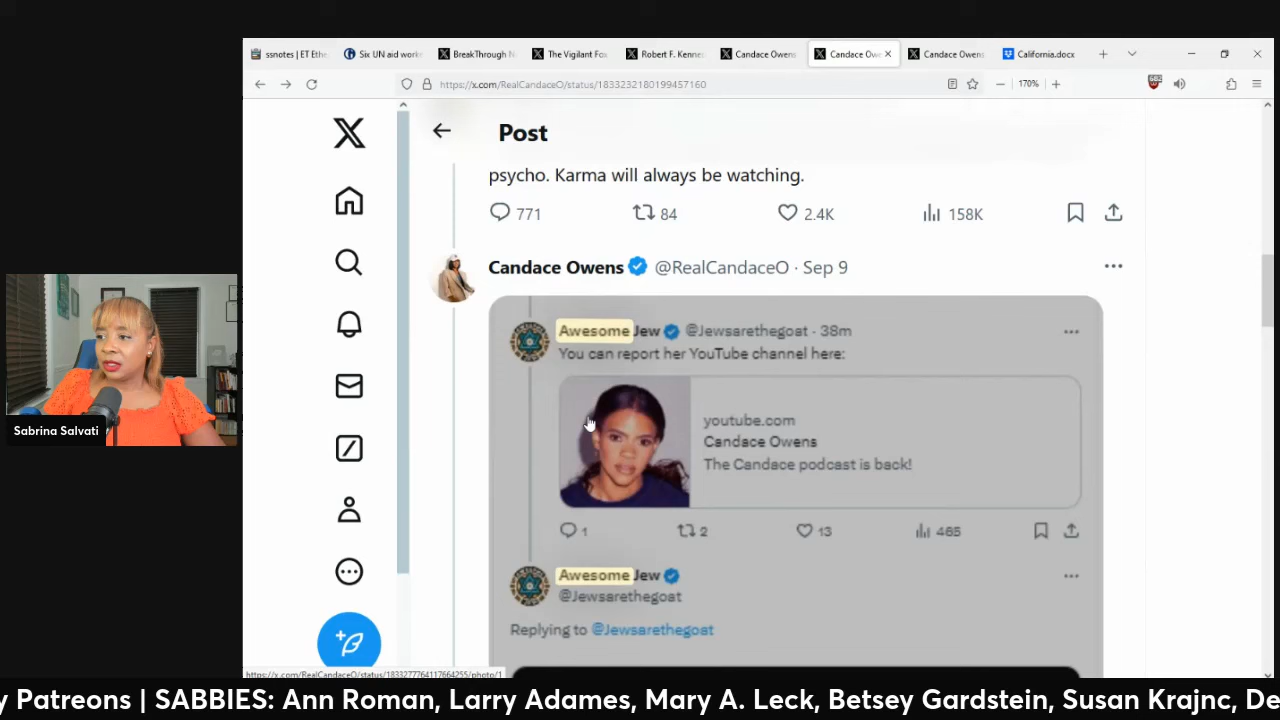 ssnotes | ET Ethe
Six UN aid work
BreakThrough N
The Vigilant Fox
Robert F. Kenne
Candace Owens
Candace Owe
Candace Owens
California.docx
https://x.com/RealCandaceO/status/1833232180199457160
170%
Post
psycho. Karma will always be watching.
771 84 2.4K 158K
Candace Owens @RealCandaceO · Sep 9
Awesome Jew @Jewsarethegoat · 38m
You can report her YouTube channel here:
youtube.com
Candace Owens
The Candace podcast is back!
1 2 13 465
Awesome Jew
@Jewsarethegoat
Replying to @Jewsarethegoat
Sabrina Salvati
https://x.com/RealCandaceO/status/1833277764117664255/photo/1
y Patreons | SABBIES: Ann Roman, Larry Adames, Mary A. Leck, Betsey Gardstein, Susan Krajnc, De